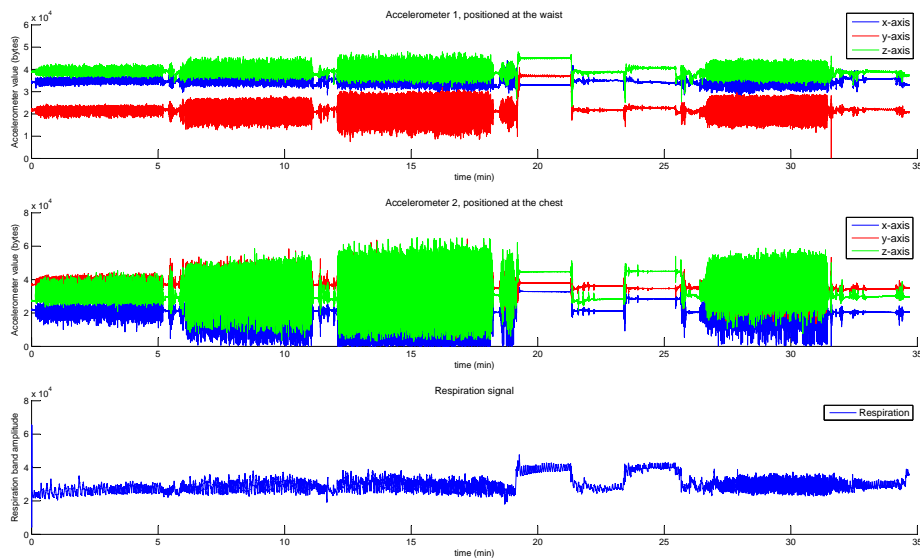 Accelerometer 1, positioned at the waist
x 10^4
6
5
4
3
2
1
0
Accelerometer value (bytes)
x-axis
y-axis
z-axis
0 5 10 15 20 25 30 35
time (min)
Accelerometer 2, positioned at the chest
x 10^4
8
6
4
2
0
Accelerometer value (bytes)
x-axis
y-axis
z-axis
0 5 10 15 20 25 30 35
time (min)
Respiration signal
x 10^4
8
6
4
2
0
Respiration band amplitude
Respiration
0 5 10 15 20 25 30 35
time (min)